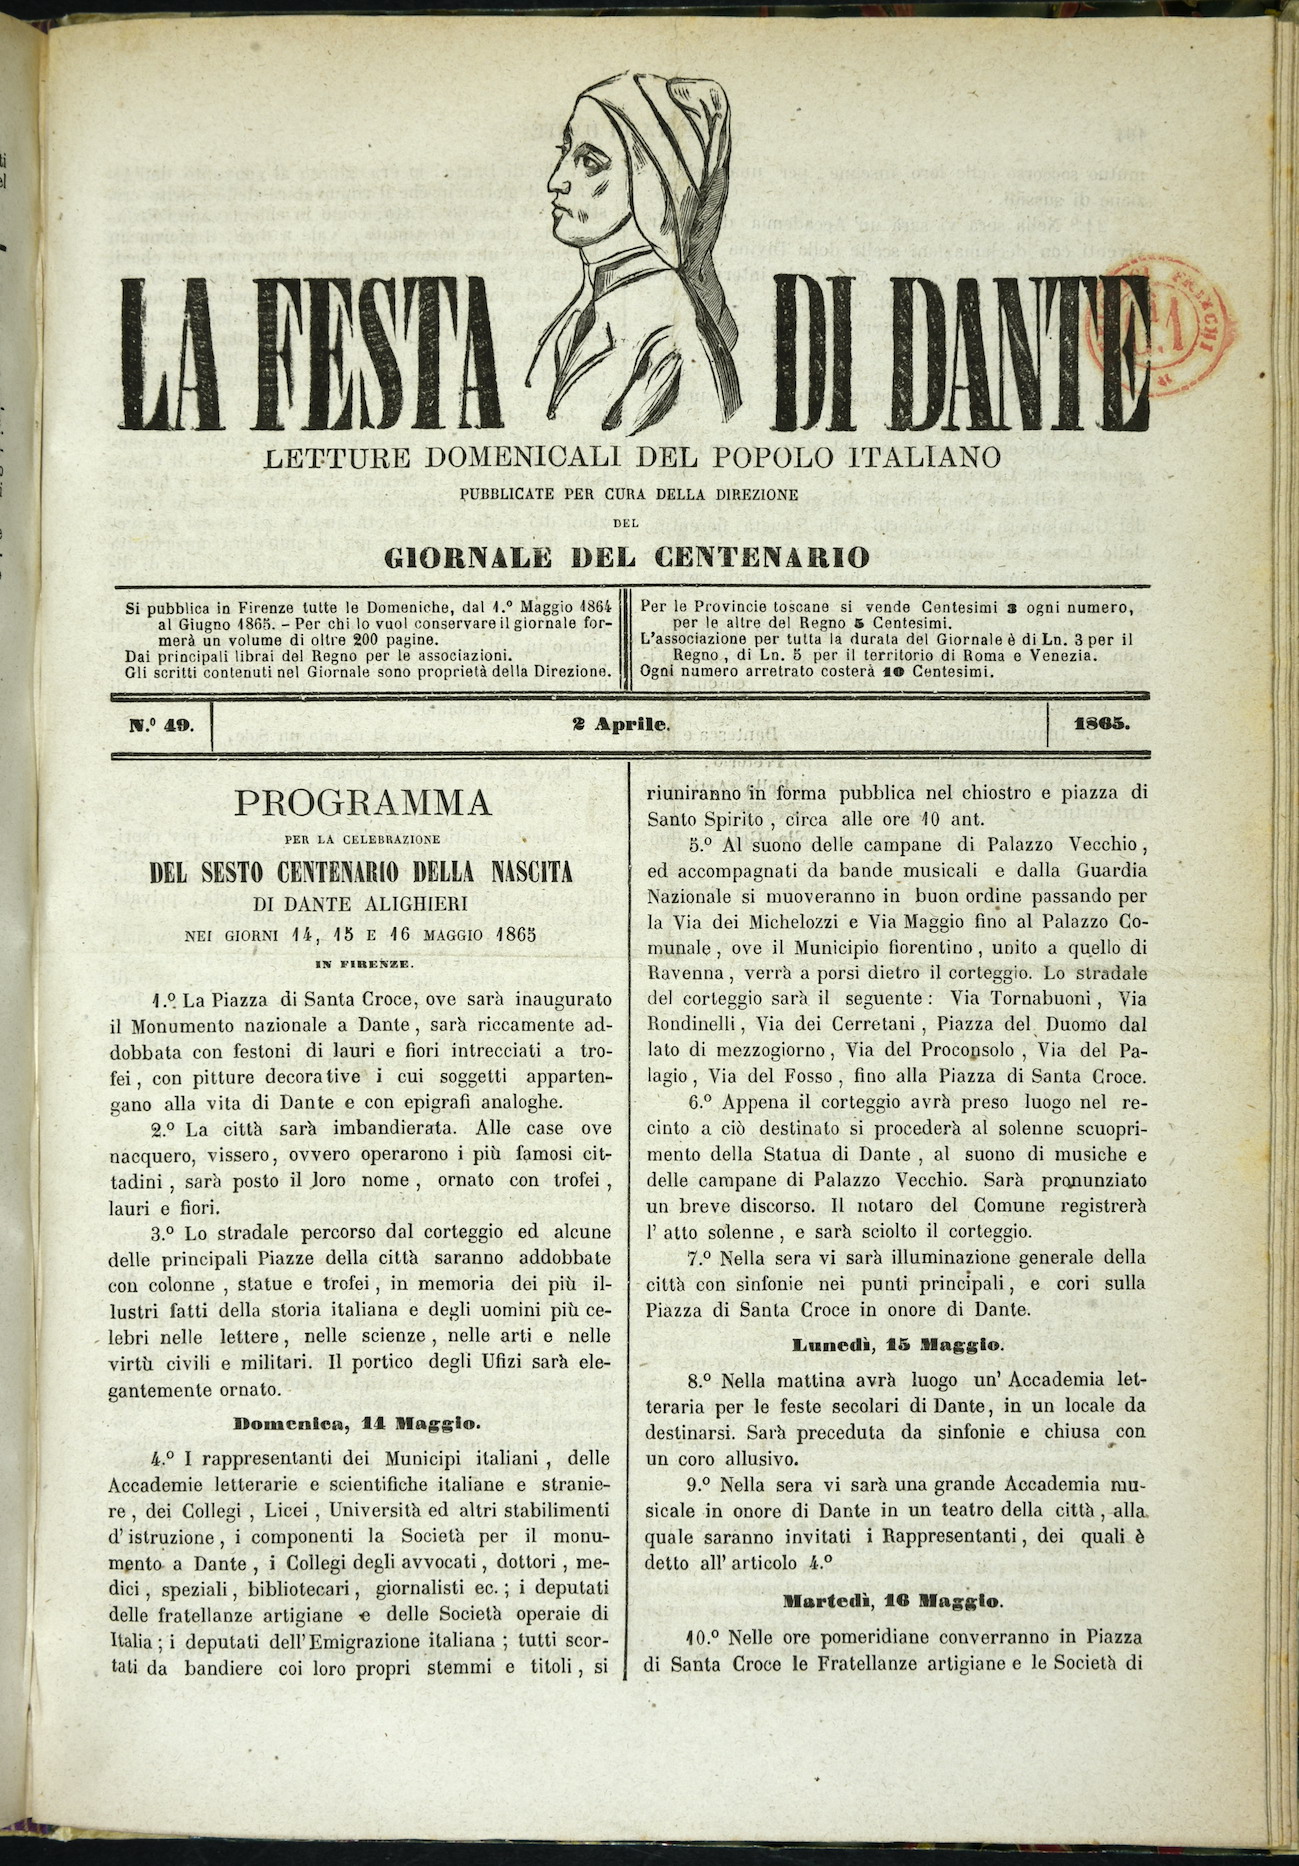 LA FESTA DI DANTE
LETTURE DOMENICALI DEL POPOLO ITALIANO
PUBBLICATE PER CURA DELLA DIREZIONE
DEL
GIORNALE DEL CENTENARIO
Si pubblica in Firenze tutte le Domeniche, dal 1.º Maggio 1864
al Giugno 1865. - Per chi lo vuol conservare il giornale for-
merà un volume di oltre 200 pagine.
Dai principali librai del Regno per le associazioni.
Gli scritti contenuti nel Giornale sono proprietà della Direzione.
Per le Provincie toscane si vende Centesimi 3 ogni numero,
per le altre del Regno 5 Centesimi.
L'associazione per tutta la durata del Giornale è di Ln. 3 per il
Regno, di Ln. 5 per il territorio di Roma e Venezia.
Ogni numero arretrato costerà 10 Centesimi.
N.º 49.
2 Aprile.
1865.
PROGRAMMA
PER LA CELEBRAZIONE
DEL SESTO CENTENARIO DELLA NASCITA
DI DANTE ALIGHIERI
NEI GIORNI 14, 15 E 16 MAGGIO 1865
IN FIRENZE.
1.º La Piazza di Santa Croce, ove sarà inaugurato
il Monumento nazionale a Dante, sarà riccamente ad-
dobbata con festoni di lauri e fiori intrecciati a tro-
fei, con pitture decorative i cui soggetti apparten-
gano alla vita di Dante e con epigrafi analoghe.
2.º La città sarà imbandierata. Alle case ove
nacquero, vissero, ovvero operarono i più famosi cit-
tadini, sarà posto il loro nome, ornato con trofei,
lauri e fiori.
3.º Lo stradale percorso dal corteggio ed alcune
delle principali Piazze della città saranno addobbate
con colonne, statue e trofei, in memoria dei più il-
lustri fatti della storia italiana e degli uomini più ce-
lebri nelle lettere, nelle scienze, nelle arti e nelle
virtù civili e militari. Il portico degli Ufizi sarà ele-
gantemente ornato.
Domenica, 14 Maggio.
4.º I rappresentanti dei Municipi italiani, delle
Accademie letterarie e scientifiche italiane e stranie-
re, dei Collegi, Licei, Università ed altri stabilimenti
d'istruzione, i componenti la Società per il monu-
mento a Dante, i Collegi degli avvocati, dottori, me-
dici, speziali, bibliotecari, giornalisti ec.; i deputati
delle fratellanze artigiane e delle Società operaie di
Italia; i deputati dell'Emigrazione italiana; tutti scor-
tati da bandiere coi loro propri stemmi e titoli, si
riuniranno in forma pubblica nel chiostro e piazza di
Santo Spirito, circa alle ore 10 ant.
5.º Al suono delle campane di Palazzo Vecchio,
ed accompagnati da bande musicali e dalla Guardia
Nazionale si muoveranno in buon ordine passando per
la Via dei Michelozzi e Via Maggio fino al Palazzo Co-
munale, ove il Municipio fiorentino, unito a quello di
Ravenna, verrà a porsi dietro il corteggio. Lo stradale
del corteggio sarà il seguente: Via Tornabuoni, Via
Rondinelli, Via dei Cerretani, Piazza del Duomo dal
lato di mezzogiorno, Via del Proconsolo, Via del Pa-
lagio, Via del Fosso, fino alla Piazza di Santa Croce.
6.º Appena il corteggio avrà preso luogo nel re-
cinto a ciò destinato si procederà al solenne scuopri-
mento della Statua di Dante, al suono di musiche e
delle campane di Palazzo Vecchio. Sarà pronunziato
un breve discorso. Il notaro del Comune registrerà
l'atto solenne, e sarà sciolto il corteggio.
7.º Nella sera vi sarà illuminazione generale della
città con sinfonie nei punti principali, e cori sulla
Piazza di Santa Croce in onore di Dante.
Lunedì, 15 Maggio.
8.º Nella mattina avrà luogo un'Accademia let-
teraria per le feste secolari di Dante, in un locale da
destinarsi. Sarà preceduta da sinfonie e chiusa con
un coro allusivo.
9.º Nella sera vi sarà una grande Accademia mu-
sicale in onore di Dante in un teatro della città, alla
quale saranno invitati i Rappresentanti, dei quali è
detto all'articolo 4.º
Martedì, 16 Maggio.
10.º Nelle ore pomeridiane converranno in Piazza
di Santa Croce le Fratellanze artigiane e le Società di